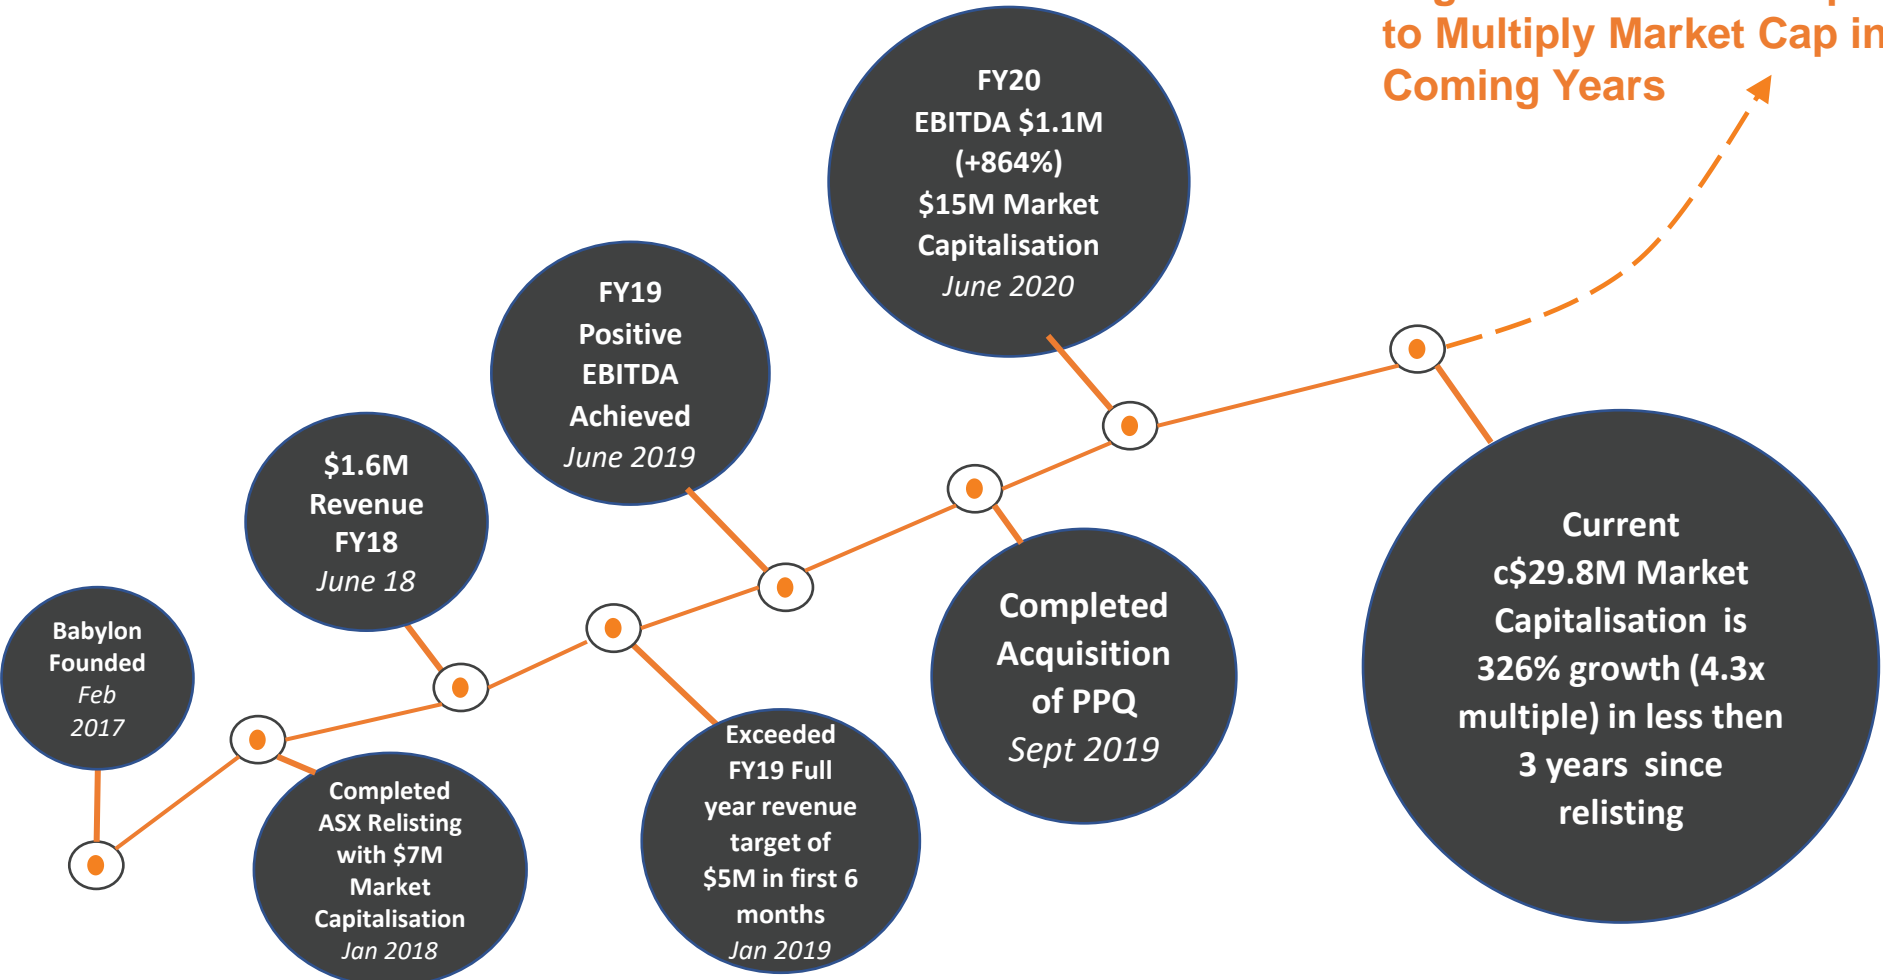 to Multiply Market Cap in
Coming Years
FY20
EBITDA $1.1M
(+864%)
$15M Market
Capitalisation
June 2020
FY19
Positive
EBITDA
Achieved
June 2019
$1.6M
Revenue
FY18
June 18
Babylon
Founded
Feb
2017
Completed
ASX Relisting
with $7M
Market
Capitalisation
Jan 2018
Exceeded
FY19 Full
year revenue
target of
$5M in first 6
months
Jan 2019
Completed
Acquisition
of PPQ
Sept 2019
Current
c$29.8M Market
Capitalisation is
326% growth (4.3x
multiple) in less then
3 years since
relisting